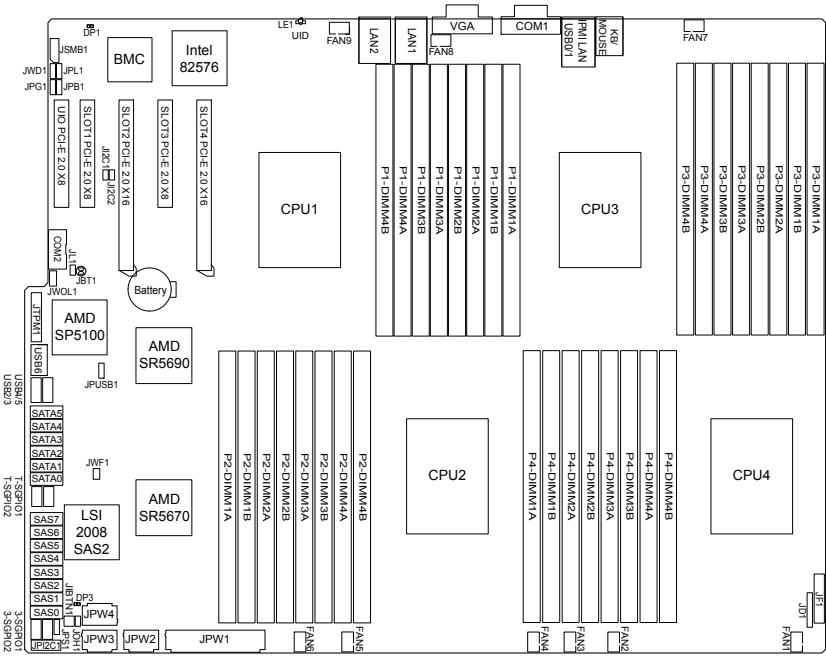 DP1
LE1
UID
FAN9
LAN2
LAN1
FAN8
VGA
COM1
IPMI LAN
USB0/1
KB/
MOUSE
FAN7
JSMB1
BMC
Intel
82576
JWD1
JPL1
JPG1
JPB1
UIO PCI-E 2.0 X8
SLOT1 PCI-E 2.0 X8
JI2C1
JI2C2
SLOT2 PCI-E 2.0 X16
SLOT3 PCI-E 2.0 X8
SLOT4 PCI-E 2.0 X16
CPU1
P1-DIMM4B
P1-DIMM4A
P1-DIMM3B
P1-DIMM3A
P1-DIMM2B
P1-DIMM2A
P1-DIMM1B
P1-DIMM1A
CPU3
P3-DIMM4B
P3-DIMM4A
P3-DIMM3B
P3-DIMM3A
P3-DIMM2B
P3-DIMM2A
P3-DIMM1B
P3-DIMM1A
COM2
JL1
JBT1
JWOL1
Battery
JTPM1
AMD
SP5100
AMD
SR5690
USB6
JPUSB1
USB4/5
USB2/3
SATA5
SATA4
SATA3
SATA2
SATA1
SATA0
JWF1
T-SGPIO1
T-SGPIO2
AMD
SR5670
LSI
2008
SAS2
SAS7
SAS6
SAS5
SAS4
SAS3
SAS2
SAS1
SAS0
P2-DIMM1A
P2-DIMM1B
P2-DIMM2A
P2-DIMM2B
P2-DIMM3A
P2-DIMM3B
P2-DIMM4A
P2-DIMM4B
CPU2
P4-DIMM1A
P4-DIMM1B
P4-DIMM2A
P4-DIMM2B
P4-DIMM3A
P4-DIMM3B
P4-DIMM4A
P4-DIMM4B
CPU4
JIBTN1
DP3
JPW4
3-SGPIO1
3-SGPIO2
JPI2C1
JPS1
JOH1
JPW3
JPW2
JPW1
FAN6
FAN5
FAN4
FAN3
FAN2
FAN1
JD1
JF1